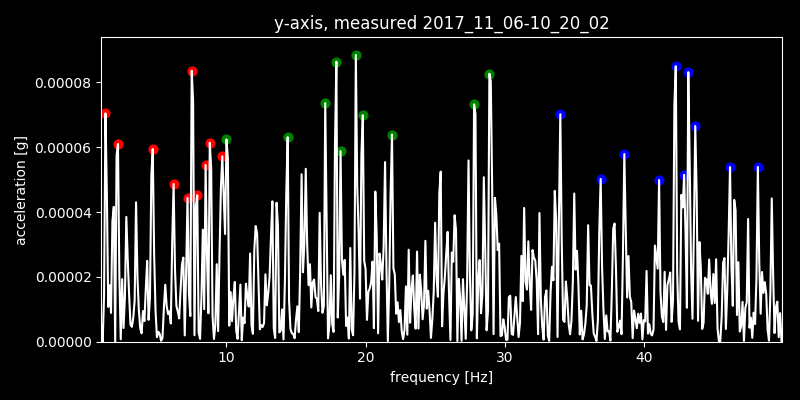 y-axis, measured 2017_11_06-10_20_02
0.00008
0.00006
0.00004
0.00002
0.00000
acceleration [g]
10 20 30 40
frequency [Hz]